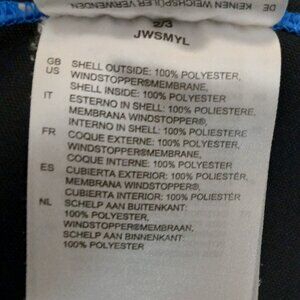 DE KEINEN WEICHSPÜLER VERWENDEN
2/3
JWSMYL
GB SHELL OUTSIDE: 100% POLYESTER,
US WINDSTOPPER®MEMBRANE,
SHELL INSIDE: 100% POLYESTER
IT ESTERNO IN SHELL: 100% POLIESTERE,
MEMBRANA WINDSTOPPER®,
INTERNO IN SHELL: 100% POLIESTERE
FR COQUE EXTERNE: 100% POLYESTER,
WINDSTOPPER®MEMBRANE,
COQUE INTERNE: 100% POLYESTER
ES CUBIERTA EXTERIOR: 100% POLIESTÉR,
MEMBRANA WINDSTOPPER®,
CUBIERTA INTERIOR: 100% POLIESTÉR
NL SCHELP AAN BUITENKANT:
100% POLYESTER,
WINDSTOPPER®MEMBRAAN,
SCHELP AAN BINNENKANT:
100% POLYESTER